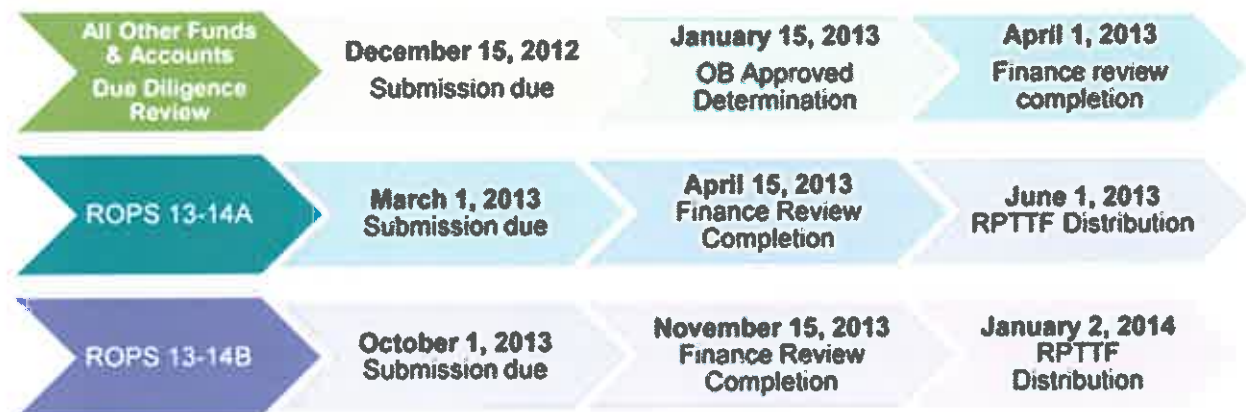 All Other Funds
& Accounts
Due Diligence
Review
December 15, 2012
Submission due
January 15, 2013
OB Approved
Determination
April 1, 2013
Finance review
completion
ROPS 13-14A
March 1, 2013
Submission due
April 15, 2013
Finance Review
Completion
June 1, 2013
RPTTF Distribution
ROPS 13-14B
October 1, 2013
Submission due
November 15, 2013
Finance Review
Completion
January 2, 2014
RPTTF
Distribution